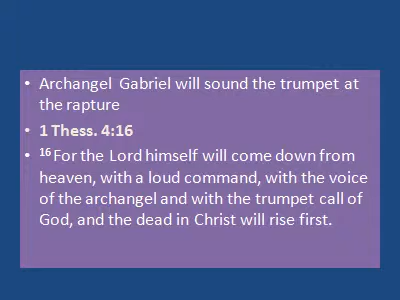 • Archangel Gabriel will sound the trumpet at
the rapture
• 1 Thess. 4:16
• 16 For the Lord himself will come down from
heaven, with a loud command, with the voice
of the archangel and with the trumpet call of
God, and the dead in Christ will rise first.